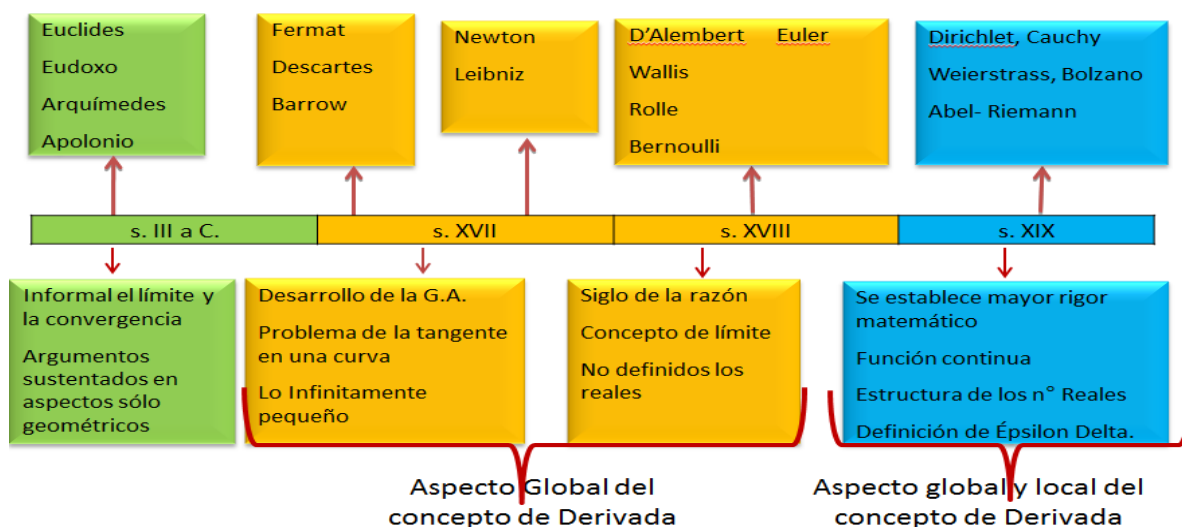 Euclides
Eudoxo
Arquímedes
Apolonio
Fermat
Descartes
Barrow
Newton
Leibniz
D'Alembert Euler
Wallis
Rolle
Bernoulli
Dirichlet, Cauchy
Weierstrass, Bolzano
Abel- Riemann
s. III a C.
s. XVII
s. XVIII
s. XIX
Informal el límite y
la convergencia
Argumentos
sustentados en
aspectos sólo
geométricos
Desarrollo de la G.A.
Problema de la tangente
en una curva
Lo Infinitamente
pequeño
Siglo de la razón
Concepto de límite
No definidos los
reales
Se establece mayor rigor
matemático
Función continua
Estructura de los n° Reales
Definición de Épsilon Delta.
Aspecto Global del
concepto de Derivada
Aspecto global y local del
concepto de Derivada